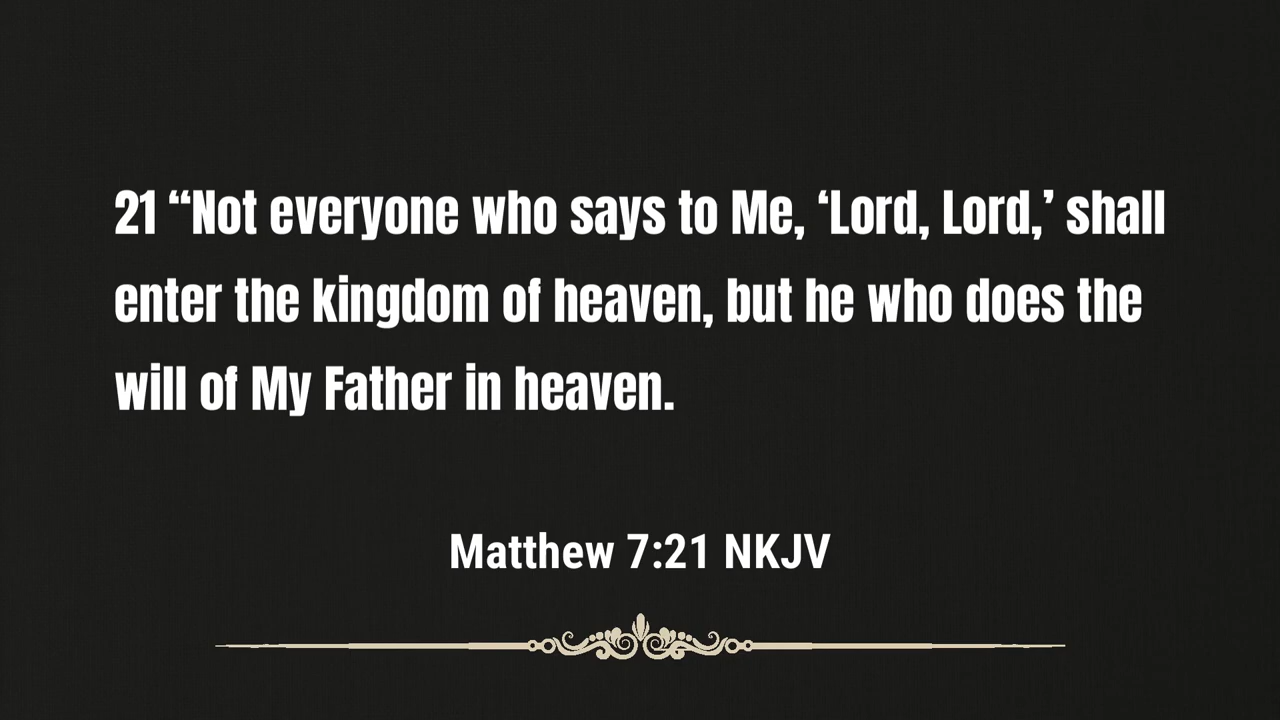 21 “Not everyone who says to Me, ‘Lord, Lord,’ shall
enter the kingdom of heaven, but he who does the
will of My Father in heaven.
Matthew 7:21 NKJV